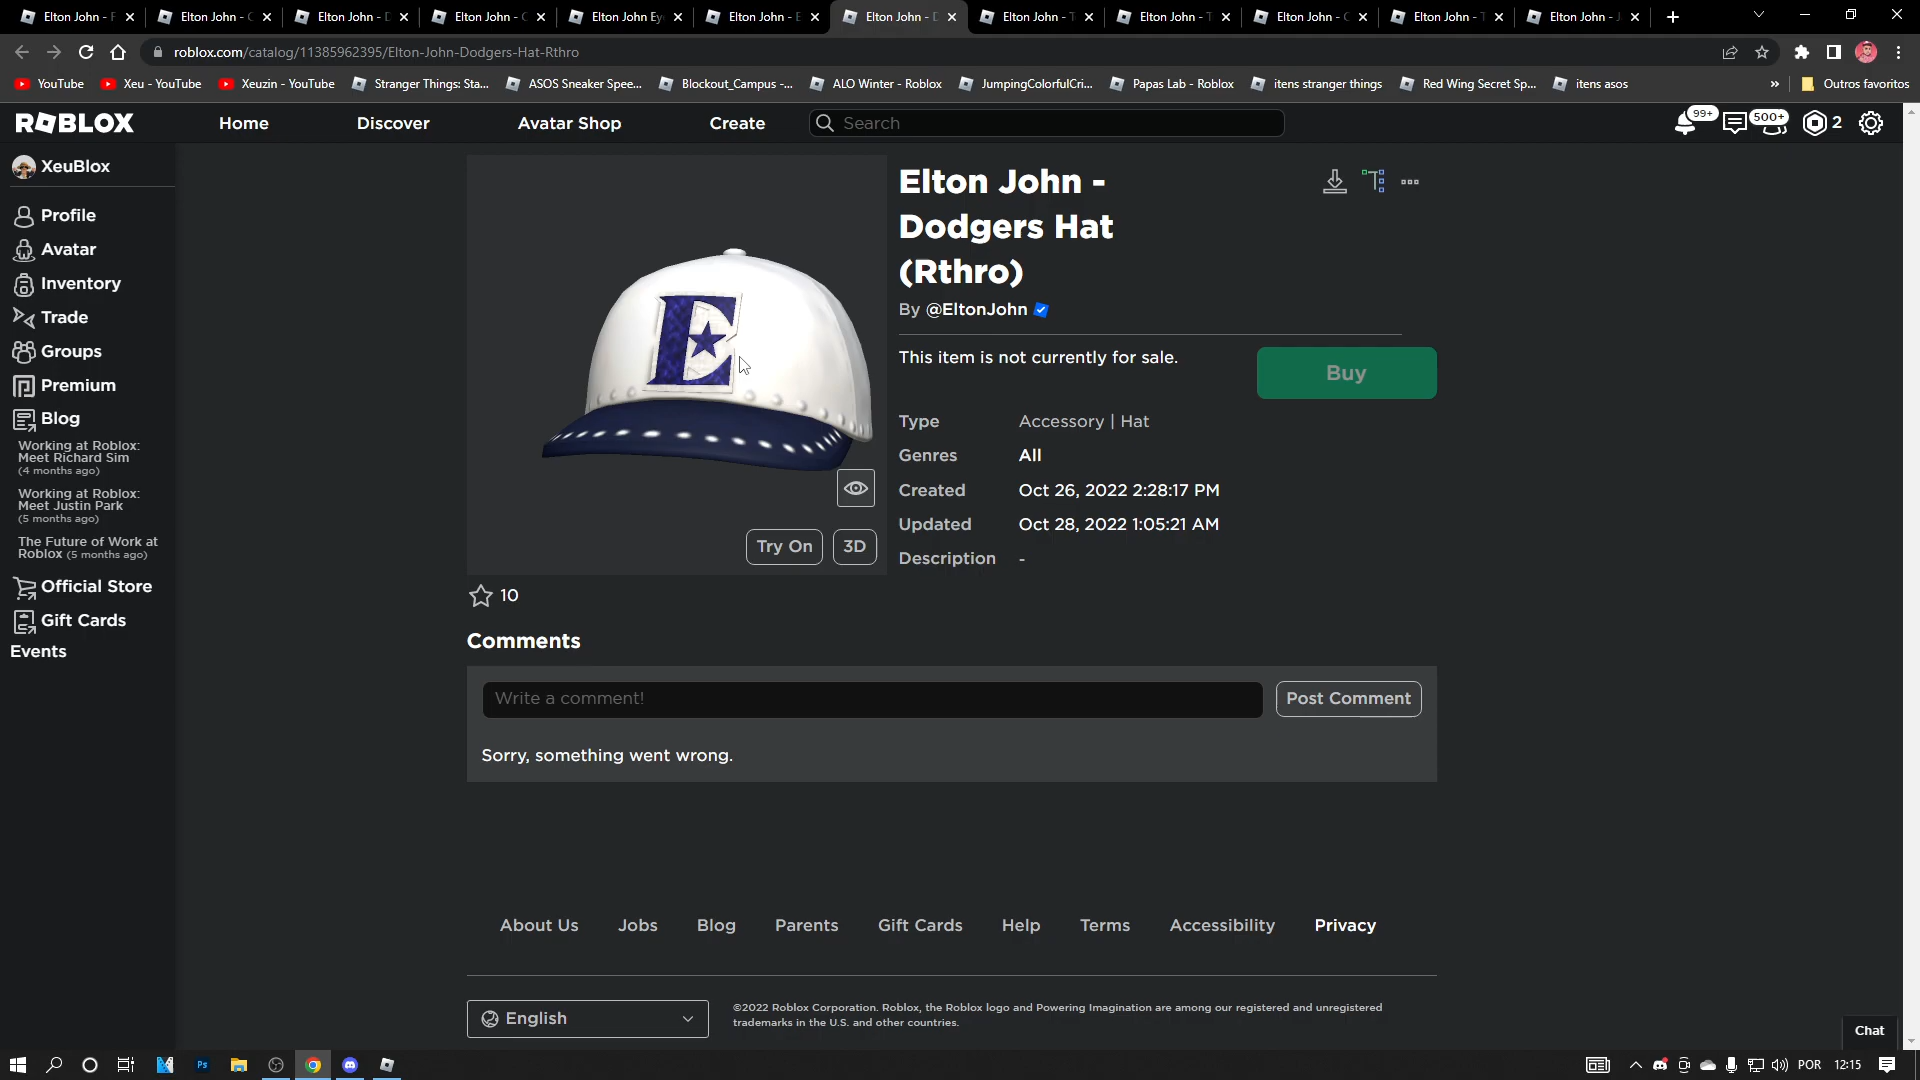 Elton John - F
Elton John - C
Elton John - D
Elton John - C
Elton John Ey
Elton John - E
Elton John - D
Elton John - T
Elton John - T
Elton John - C
Elton John - T
Elton John - J
roblox.com/catalog/11385962395/Elton-John-Dodgers-Hat-Rthro
YouTube
Xeu - YouTube
Xeuzin - YouTube
Stranger Things: Sta...
ASOS Sneaker Spee...
Blockout_Campus -...
ALO Winter - Roblox
JumpingColorfulCri...
Papas Lab - Roblox
itens stranger things
Red Wing Secret Sp...
itens asos
»
Outros favoritos
ROBLOX
Home
Discover
Avatar Shop
Create
Search
99+
500+
2
XeuBlox
Profile
Avatar
Inventory
Trade
Groups
Premium
Blog
Working at Roblox:
Meet Richard Sim
(4 months ago)
Working at Roblox:
Meet Justin Park
(5 months ago)
The Future of Work at
Roblox (5 months ago)
Official Store
Gift Cards
Events
E
Try On
3D
10
Elton John -
Dodgers Hat
(Rthro)
By @EltonJohn
This item is not currently for sale.
Buy
Type Accessory | Hat
Genres All
Created Oct 26, 2022 2:28:17 PM
Updated Oct 28, 2022 1:05:21 AM
Description -
Comments
Write a comment!
Post Comment
Sorry, something went wrong.
About Us
Jobs
Blog
Parents
Gift Cards
Help
Terms
Accessibility
Privacy
English
©2022 Roblox Corporation. Roblox, the Roblox logo and Powering Imagination are among our registered and unregistered
trademarks in the U.S. and other countries.
Chat
Ps
POR
12:15